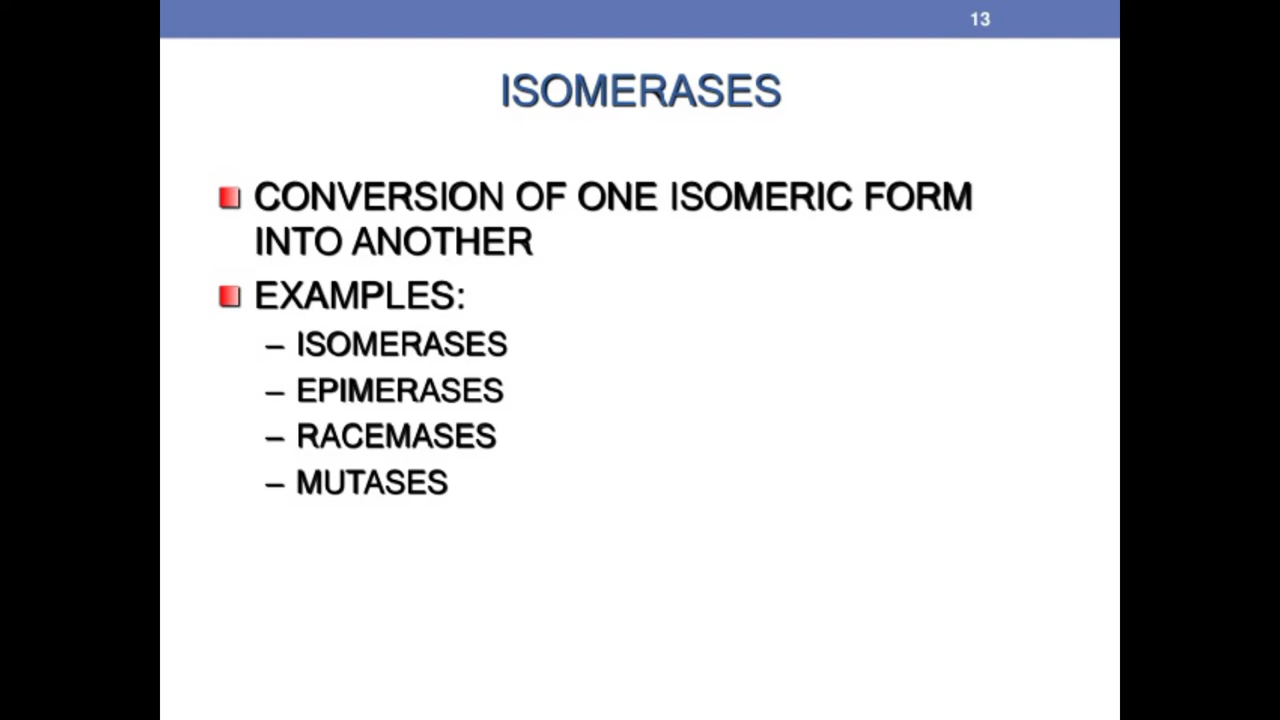 13
ISOMERASES
CONVERSION OF ONE ISOMERIC FORM
INTO ANOTHER
EXAMPLES:
– ISOMERASES
– EPIMERASES
– RACEMASES
– MUTASES